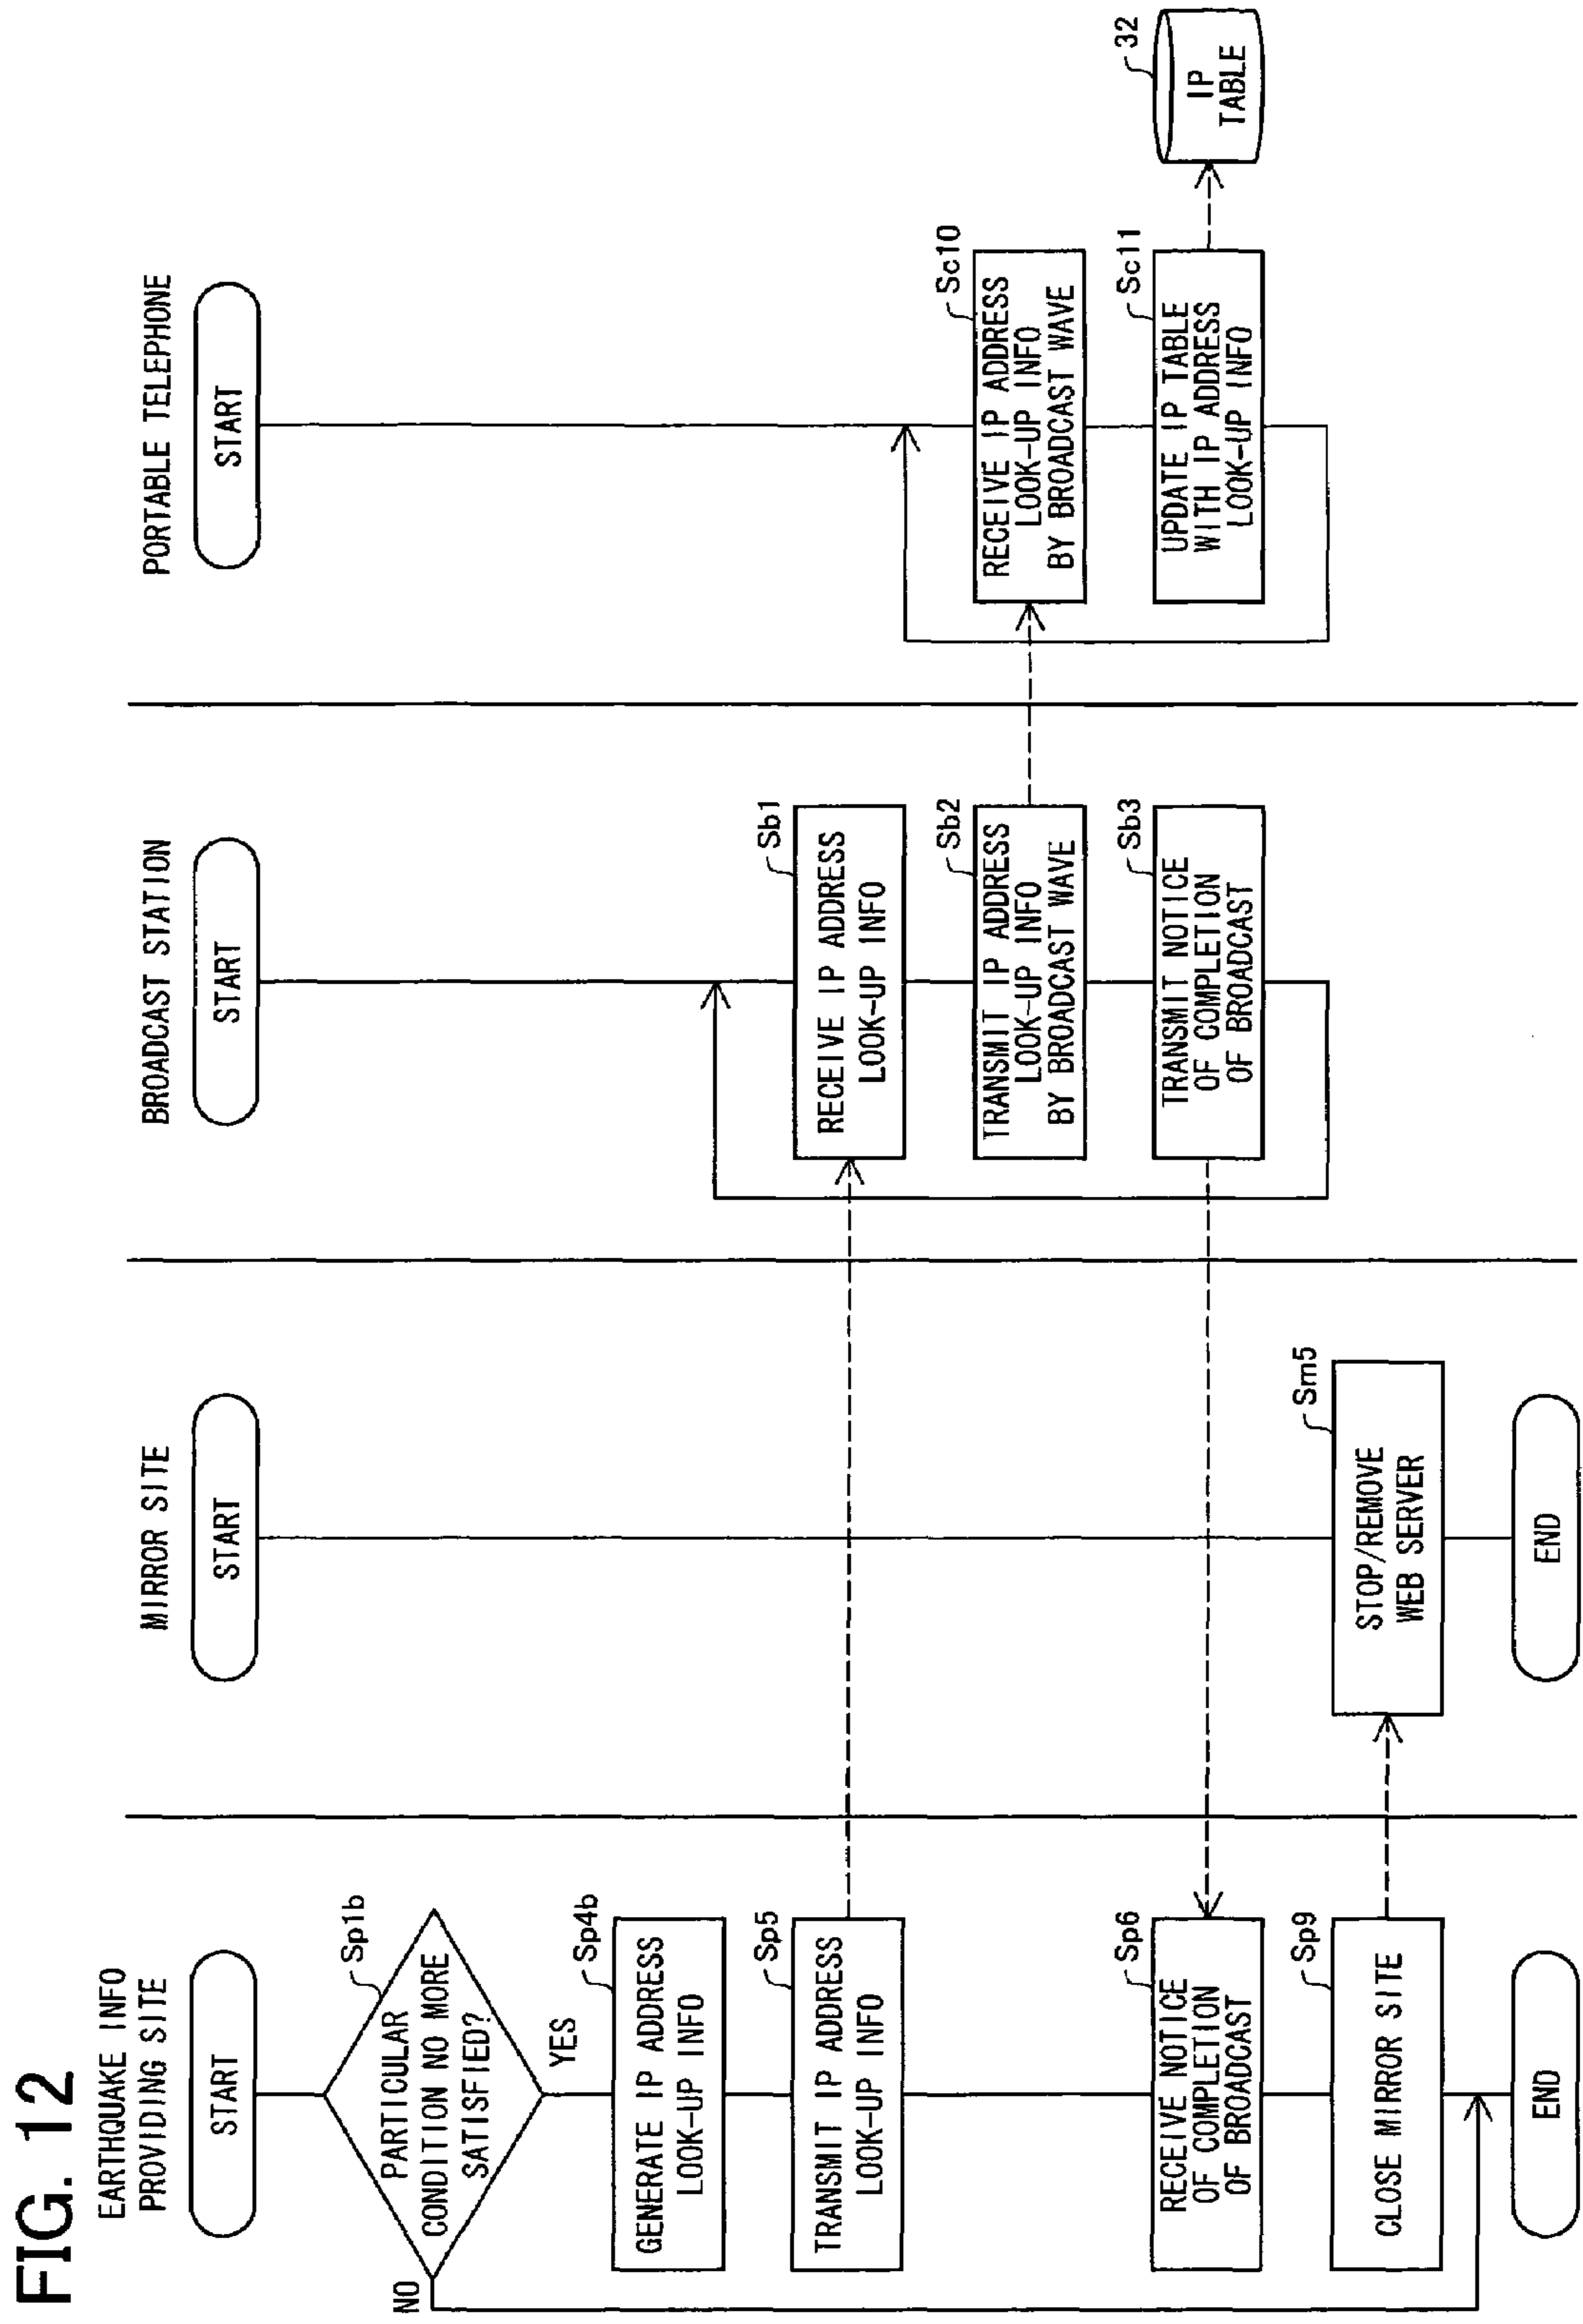 FIG. 12
EARTHQUAKE INFO
PROVIDING SITE
START
PARTICULAR
CONDITION NO MORE
SATISFIED?
Sp1b
NO
YES
GENERATE IP ADDRESS
LOOK-UP INFO
Sp4b
TRANSMIT IP ADDRESS
LOOK-UP INFO
Sp5
RECEIVE NOTICE
OF COMPLETION
OF BROADCAST
Sp6
CLOSE MIRROR SITE
Sp9
END
MIRROR SITE
START
STOP/REMOVE
WEB SERVER
Sm5
END
BROADCAST STATION
START
RECEIVE IP ADDRESS
LOOK-UP INFO
Sb1
TRANSMIT IP ADDRESS
LOOK-UP INFO
BY BROADCAST WAVE
Sb2
TRANSMIT NOTICE
OF COMPLETION
OF BROADCAST
Sb3
PORTABLE TELEPHONE
START
RECEIVE IP ADDRESS
LOOK-UP INFO
BY BROADCAST WAVE
Sc10
UPDATE IP TABLE
WITH IP ADDRESS
LOOK-UP INFO
Sc11
IP
TABLE
32